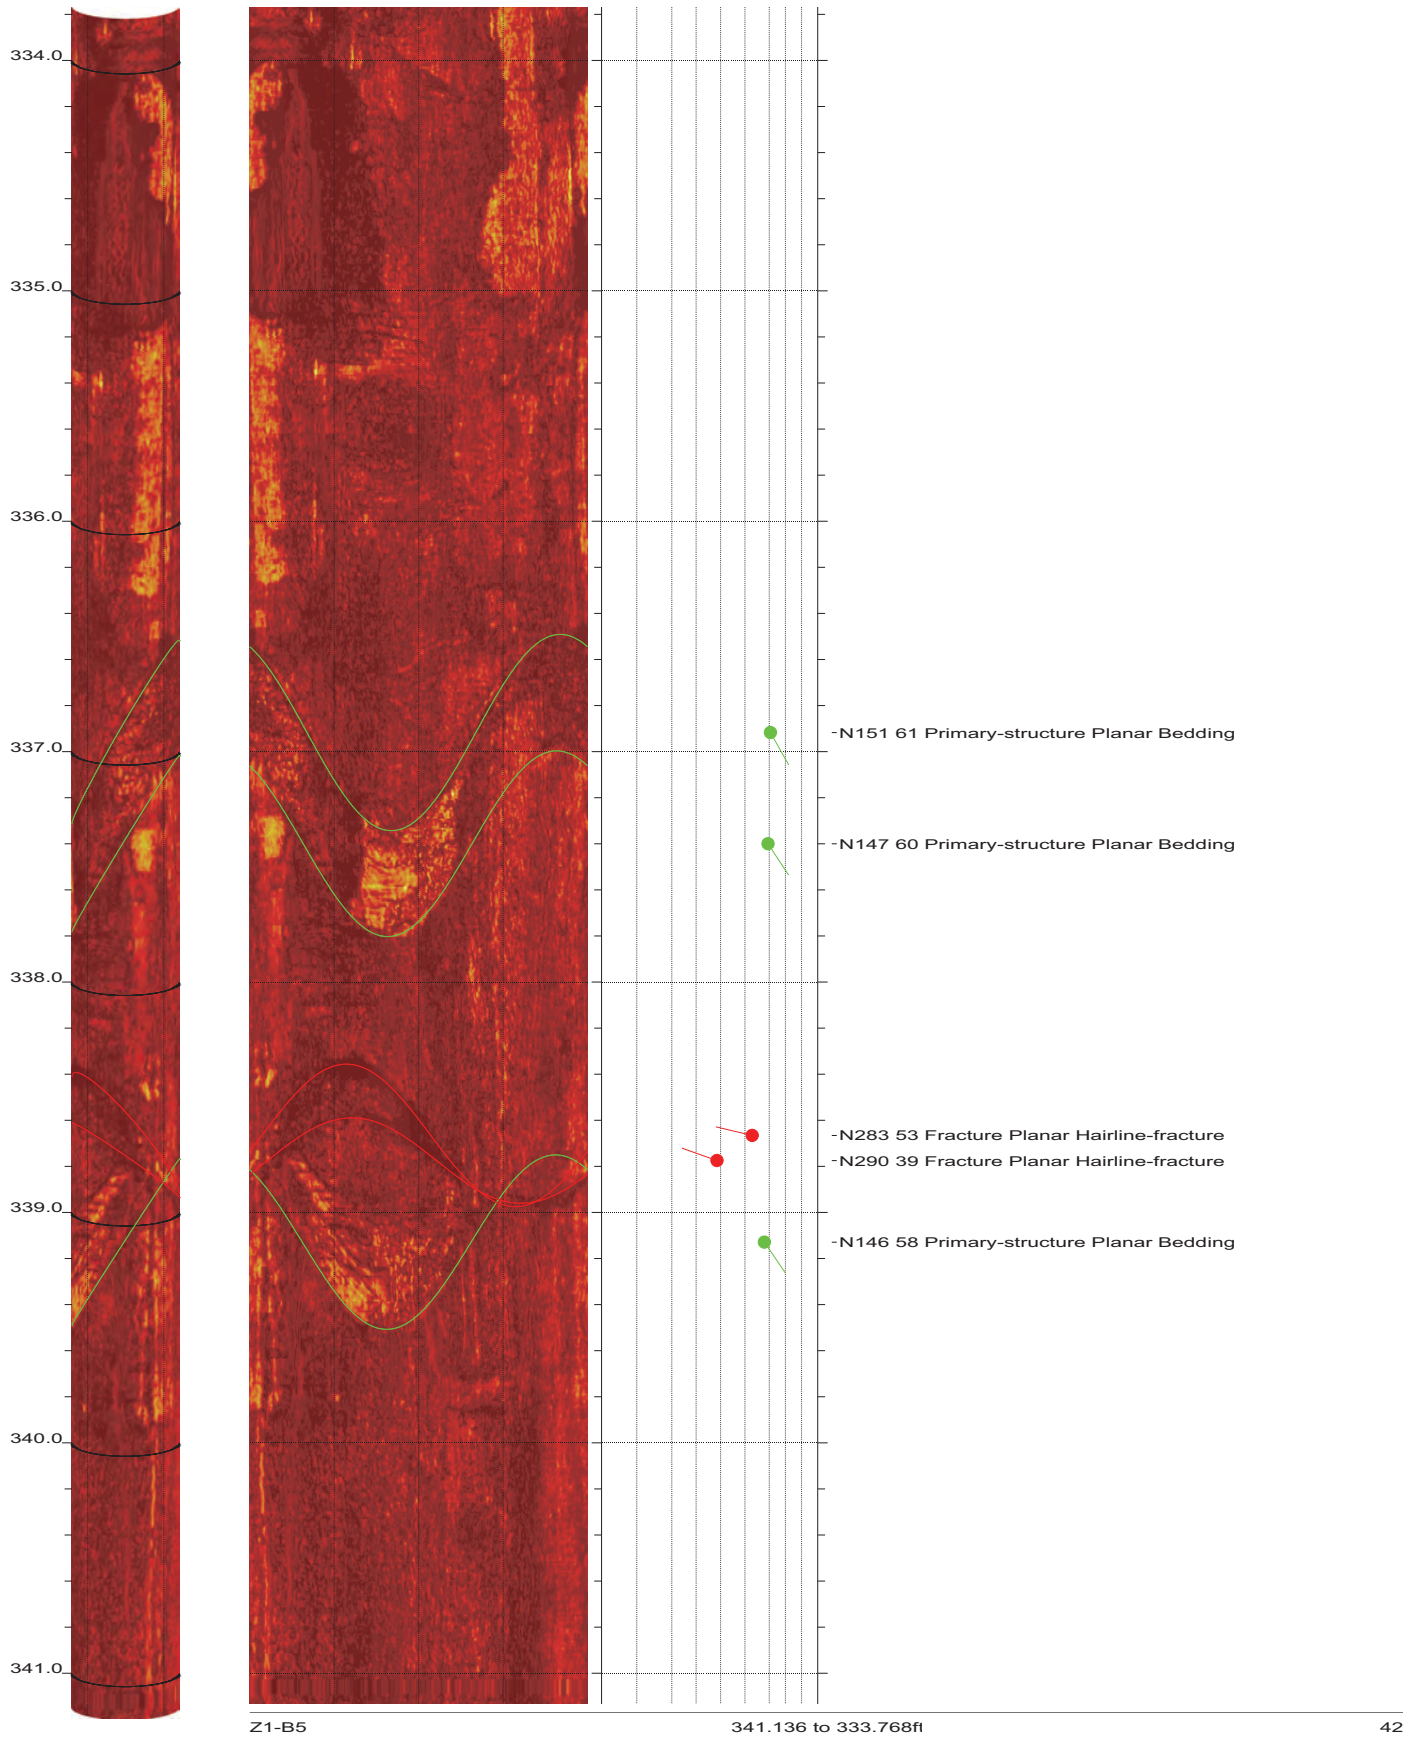 334.0
335.0
336.0
337.0
-N151 61 Primary-structure Planar Bedding
-N147 60 Primary-structure Planar Bedding
338.0
-N283 53 Fracture Planar Hairline-fracture
-N290 39 Fracture Planar Hairline-fracture
339.0
-N146 58 Primary-structure Planar Bedding
340.0
341.0
Z1-B5 341.136 to 333.768ft 42